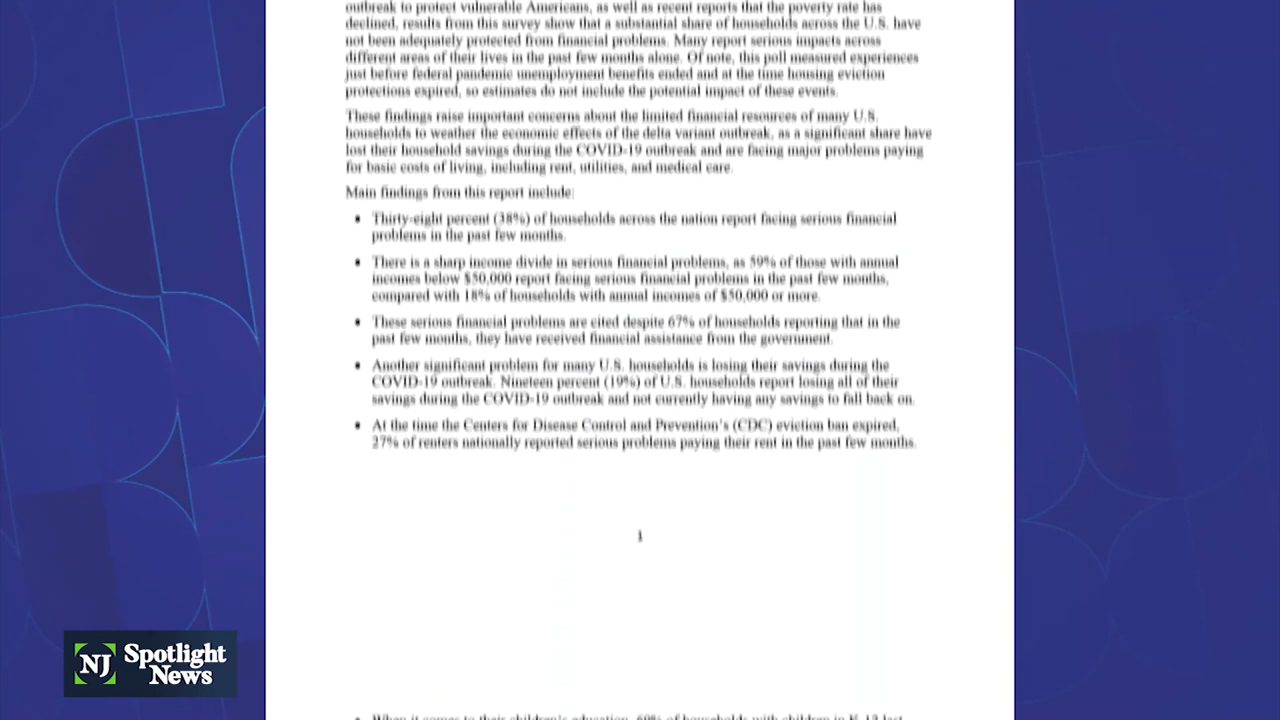 outbreak to protect vulnerable Americans, as well as recent reports that the poverty rate has
declined, results from this survey show that a substantial share of households across the U.S. have
not been adequately protected from financial problems. Many report serious impacts across
different areas of their lives in the past few months alone. Of note, this poll measured experiences
just before federal pandemic unemployment benefits ended and at the time housing eviction
protections expired, so estimates do not include the potential impact of these events.
These findings raise important concerns about the limited financial resources of many U.S.
households to weather the economic effects of the delta variant outbreak, as a significant share have
lost their household savings during the COVID-19 outbreak and are facing major problems paying
for basic costs of living, including rent, utilities, and medical care.
Main findings from this report include:
• Thirty-eight percent (38%) of households across the nation report facing serious financial
problems in the past few months.
• There is a sharp income divide in serious financial problems, as 59% of those with annual
incomes below $50,000 report facing serious financial problems in the past few months,
compared with 18% of households with annual incomes of $50,000 or more.
• These serious financial problems are cited despite 67% of households reporting that in the
past few months, they have received financial assistance from the government.
• Another significant problem for many U.S. households is losing their savings during the
COVID-19 outbreak. Nineteen percent (19%) of U.S. households report losing all of their
savings during the COVID-19 outbreak and not currently having any savings to fall back on.
• At the time the Centers for Disease Control and Prevention's (CDC) eviction ban expired,
27% of renters nationally reported serious problems paying their rent in the past few months.
1
• When it comes to their children's education, 69% of households with children in K-12 last
NJ Spotlight
News